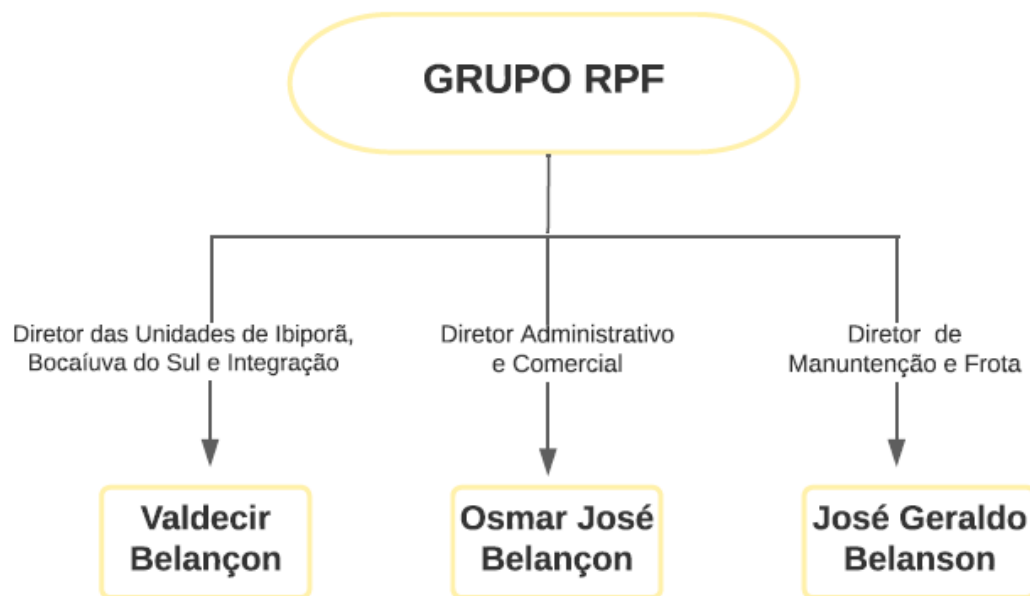 GRUPO RPF
Diretor das Unidades de Ibiporã,
Bocaíuva do Sul e Integração
Diretor Administrativo
e Comercial
Diretor de
Manuntenção e Frota
Valdecir
Belançon
Osmar José
Belançon
José Geraldo
Belanson